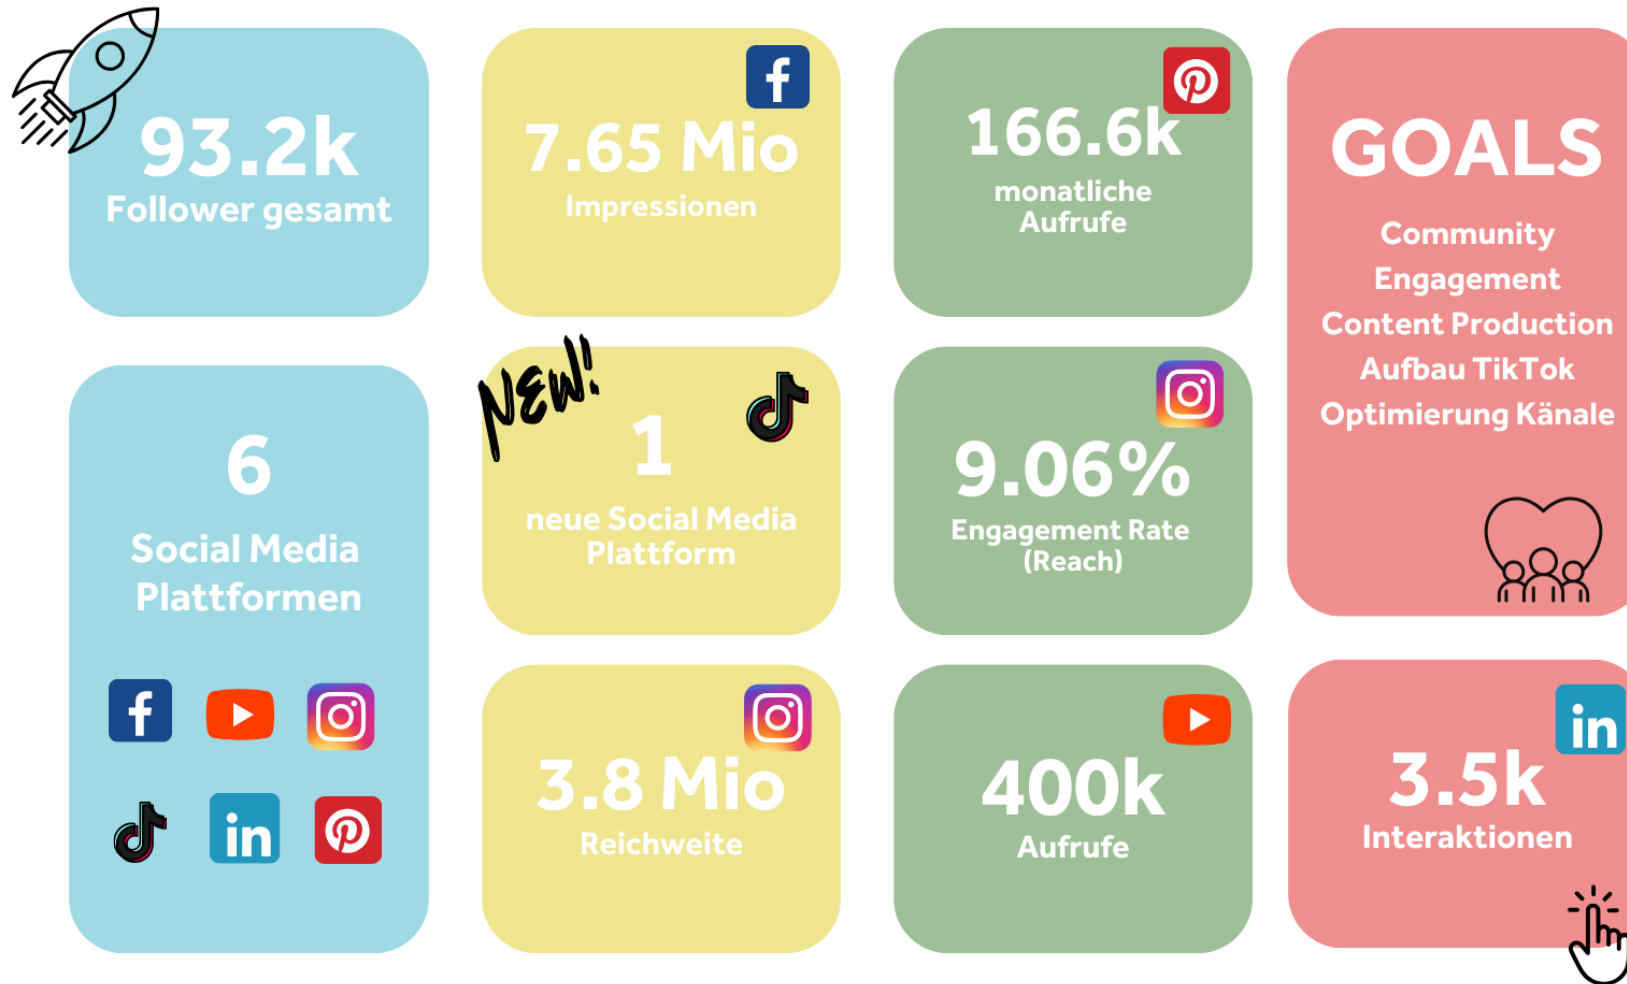 93.2k
Follower gesamt
6
Social Media
Plattformen
7.65 Mio
Impressionen
NEW!
1
neue Social Media
Plattform
3.8 Mio
Reichweite
166.6k
monatliche
Aufrufe
9.06%
Engagement Rate
(Reach)
400k
Aufrufe
GOALS
Community
Engagement
Content Production
Aufbau TikTok
Optimierung Känale
in
3.5k
Interaktionen